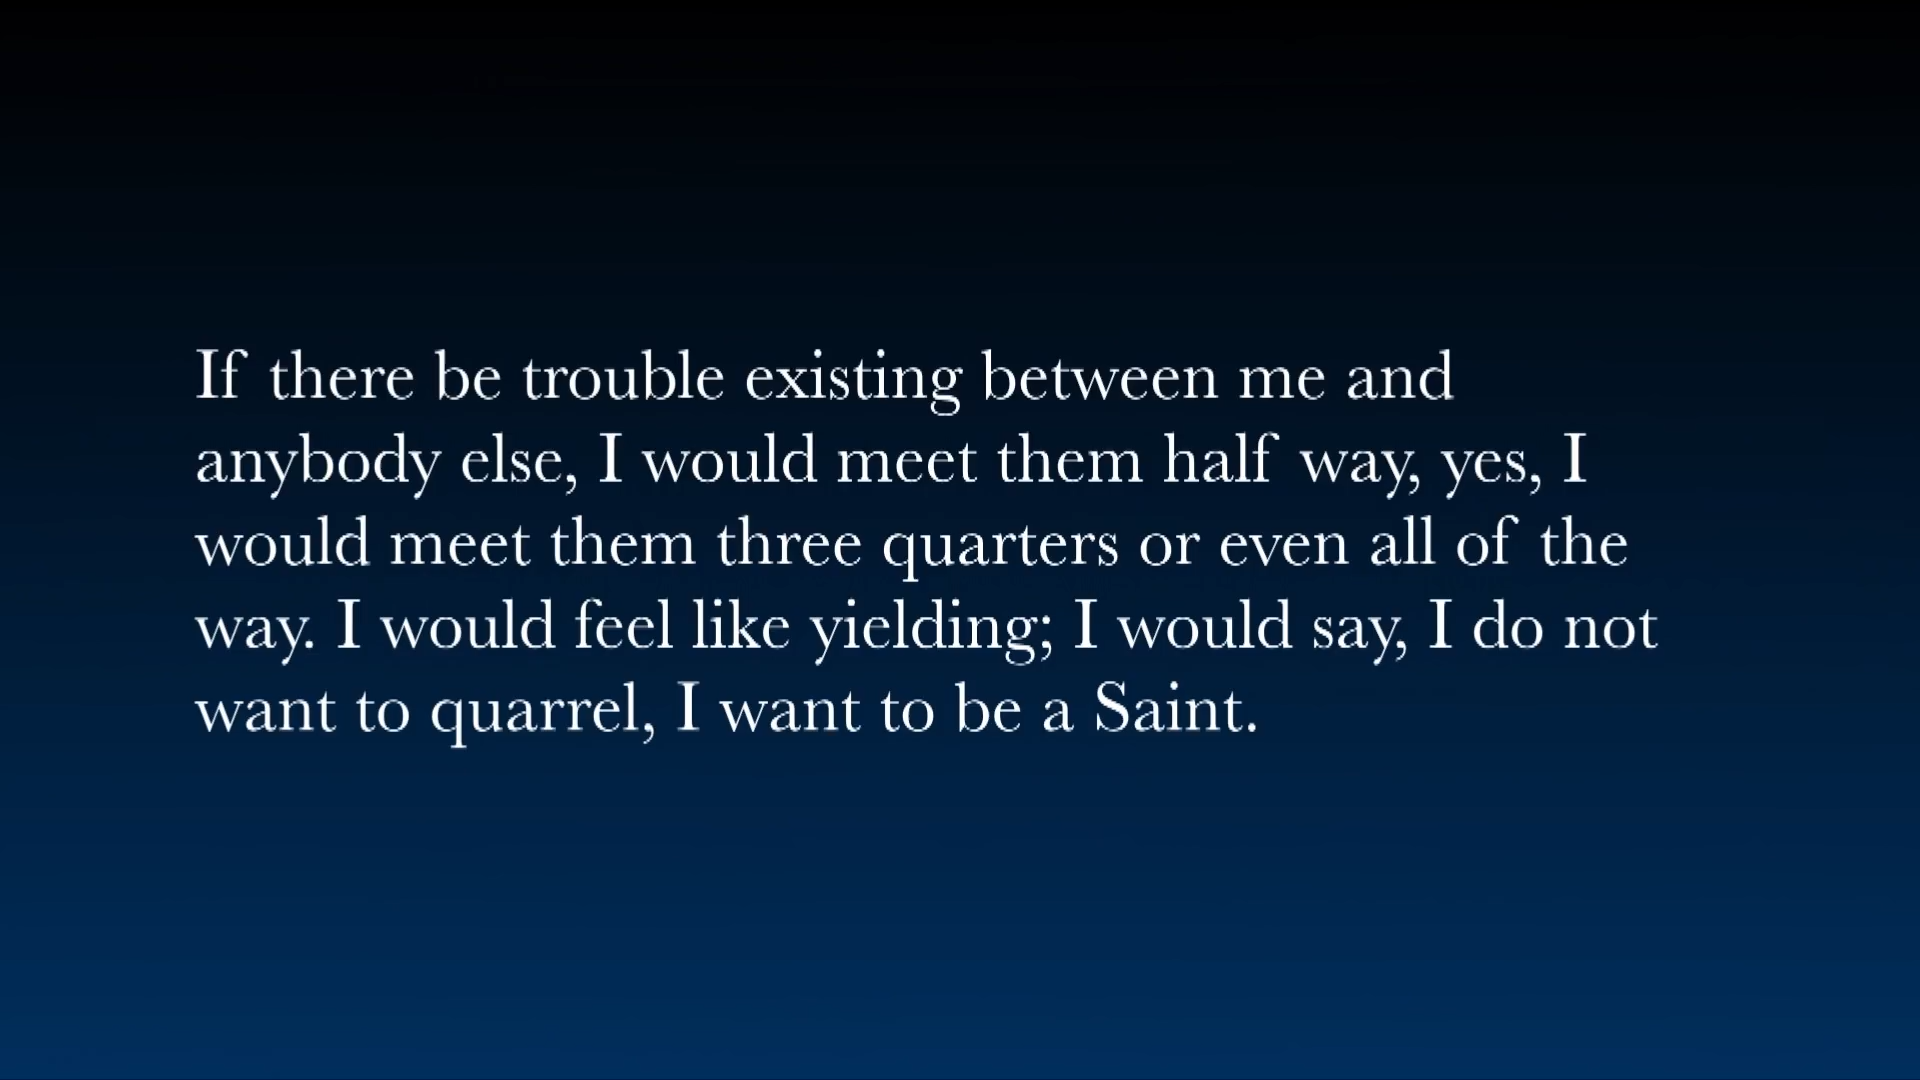 If there be trouble existing between me and
anybody else, I would meet them half way, yes, I
would meet them three quarters or even all of the
way. I would feel like yielding; I would say, I do not
want to quarrel, I want to be a Saint.